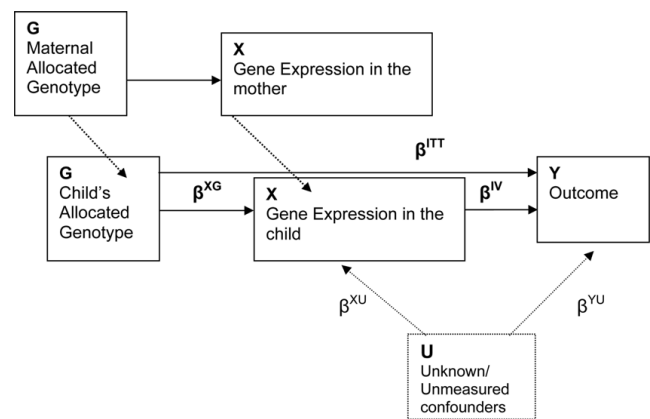 G
Maternal
Allocated
Genotype
X
Gene Expression in the
mother
β^ITT
G
Child's
Allocated
Genotype
β^XG
X
Gene Expression in the
child
β^IV
Y
Outcome
β^XU
β^YU
U
Unknown/
Unmeasured
confounders